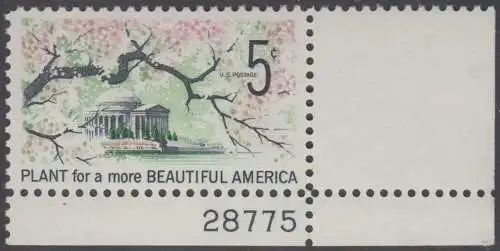 5¢
U.S. POSTAGE
PLANT for a more BEAUTIFUL AMERICA
28775